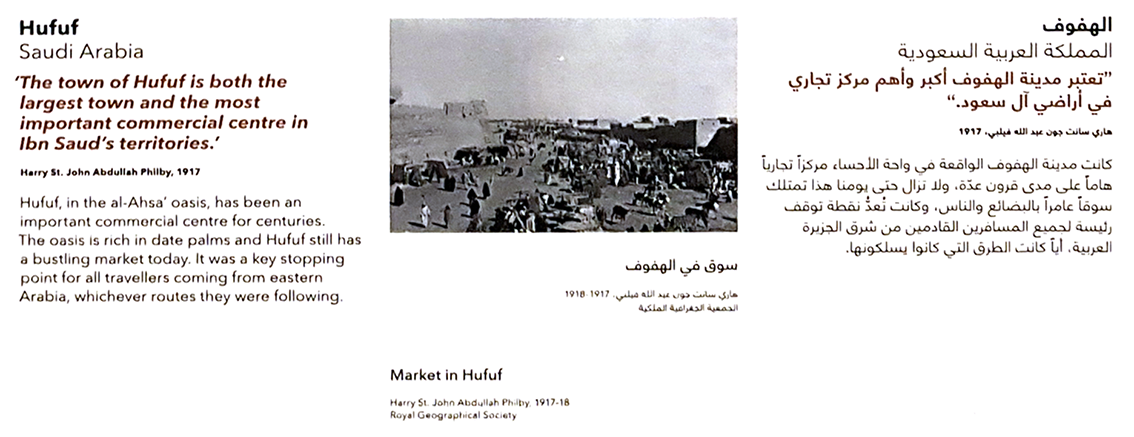 Hufuf
Saudi Arabia
‘The town of Hufuf is both the
largest town and the most
important commercial centre in
Ibn Saud’s territories.’
Harry St. John Abdullah Philby, 1917
Hufuf, in the al-Ahsa’ oasis, has been an
important commercial centre for centuries.
The oasis is rich in date palms and Hufuf still has
a bustling market today. It was a key stopping
point for all travellers coming from eastern
Arabia, whichever routes they were following.
سوق في الهفوف
هاري سانت جون عبد الله فيلبي، 1917-1918
الجمعية الجغرافية الملكية
Market in Hufuf
Harry St. John Abdullah Philby, 1917-18
Royal Geographical Society
الهفوف
المملكة العربية السعودية
”تعتبر مدينة الهفوف أكبر وأهم مركز تجاري
في أراضي آل سعود.“
هاري سانت جون عبد الله فيلبي، 1917
كانت مدينة الهفوف الواقعة في واحة الأحساء مركزاً تجارياً
هاماً على مدى قرون عدّة، ولا تزال حتى يومنا هذا تمتلك
سوقاً عامراً بالبضائع والناس، وكانت تُعدُّ نقطة توقف
رئيسة لجميع المسافرين القادمين من شرق الجزيرة
العربية، أياً كانت الطرق التي كانوا يسلكونها.